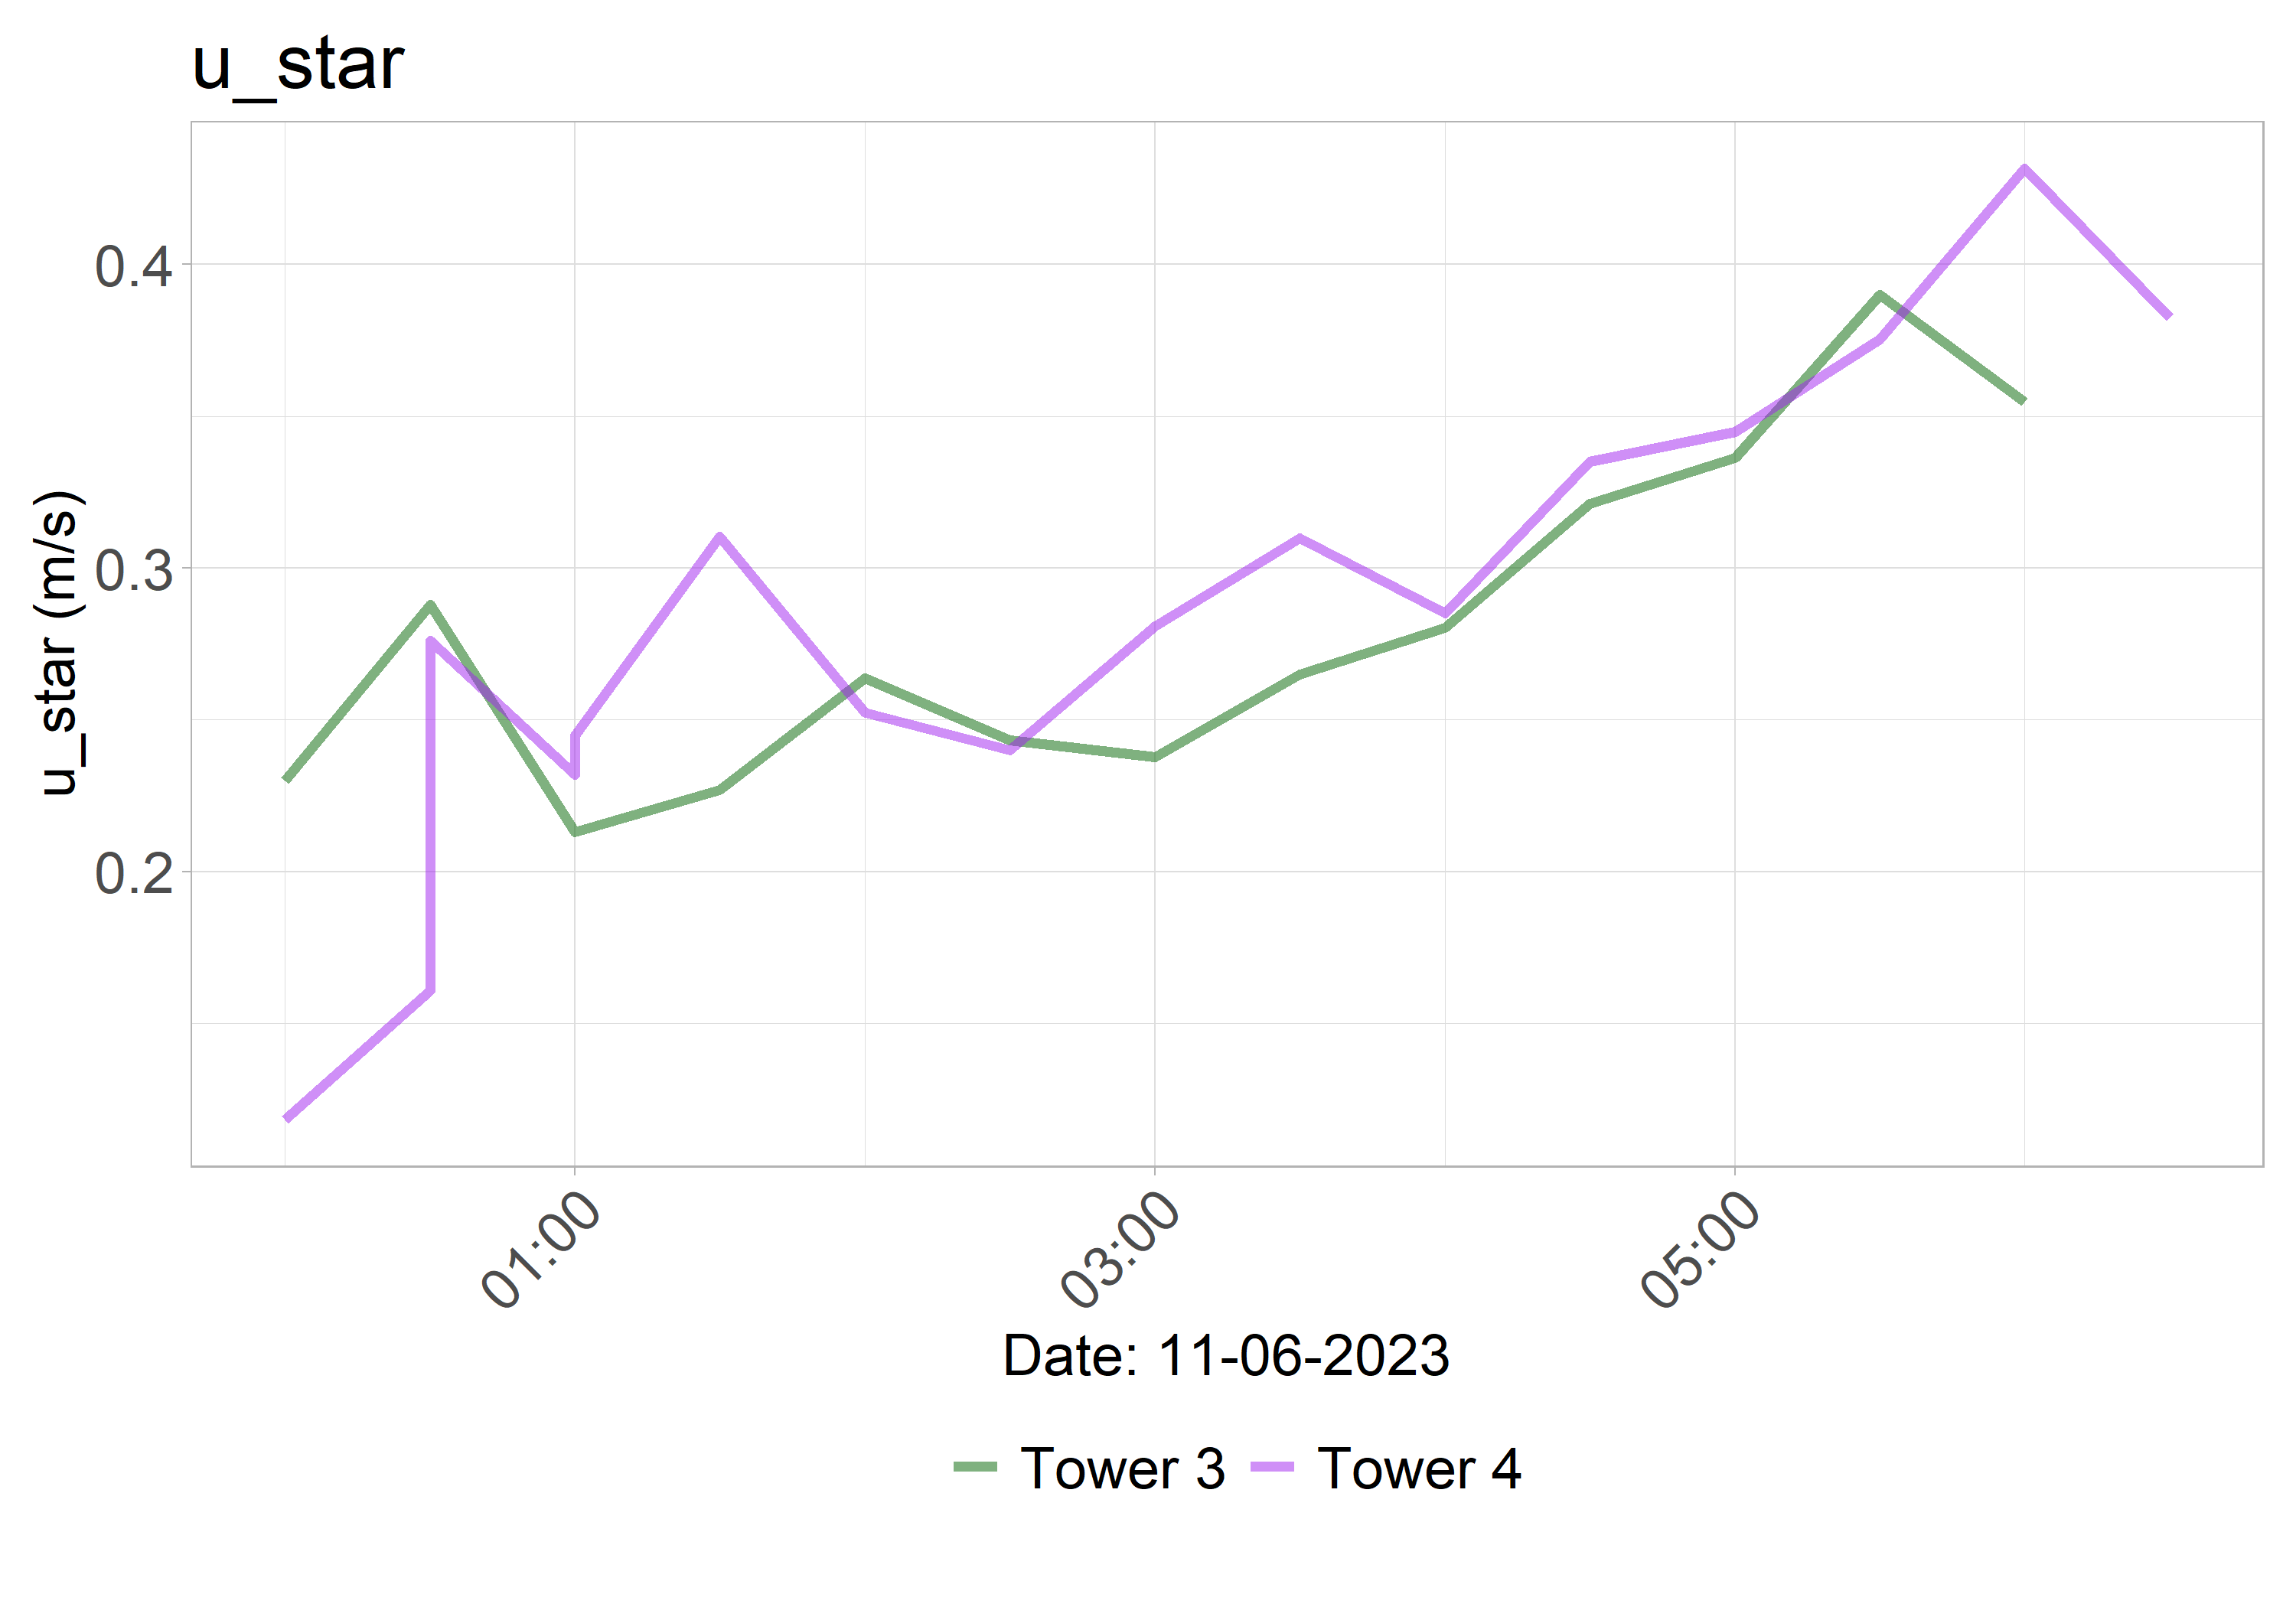 u_star
u_star (m/s)
0.4
0.3
0.2
01:00
03:00
05:00
Date: 11-06-2023
Tower 3
Tower 4